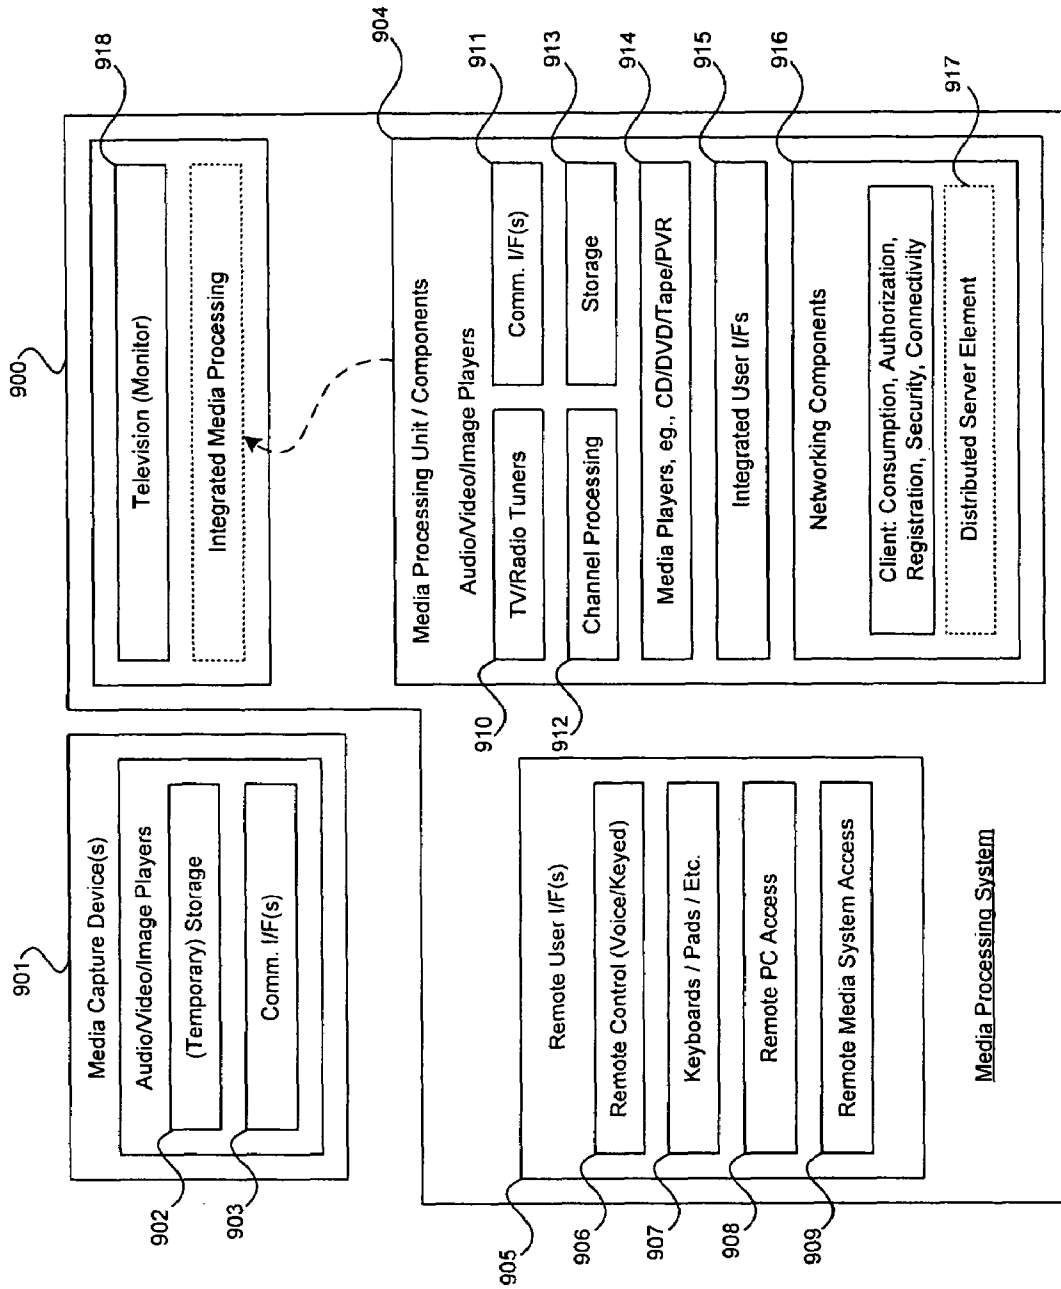 900
901
Media Capture Device(s)
Audio/Video/Image Players
(Temporary) Storage
Comm. I/F(s)
902
903
918
Television (Monitor)
Integrated Media Processing
904
Media Processing Unit / Components
Audio/Video/Image Players
TV/Radio Tuners
Comm. I/F(s)
911
Channel Processing
Storage
913
910
912
Media Players, eg., CD/DVD/Tape/PVR
914
Integrated User I/Fs
915
916
Networking Components
Client: Consumption, Authorization,
Registration, Security, Connectivity
Distributed Server Element
917
905
Remote User I/F(s)
906
Remote Control (Voice/Keyed)
907
Keyboards / Pads / Etc.
908
Remote PC Access
909
Remote Media System Access
Media Processing System